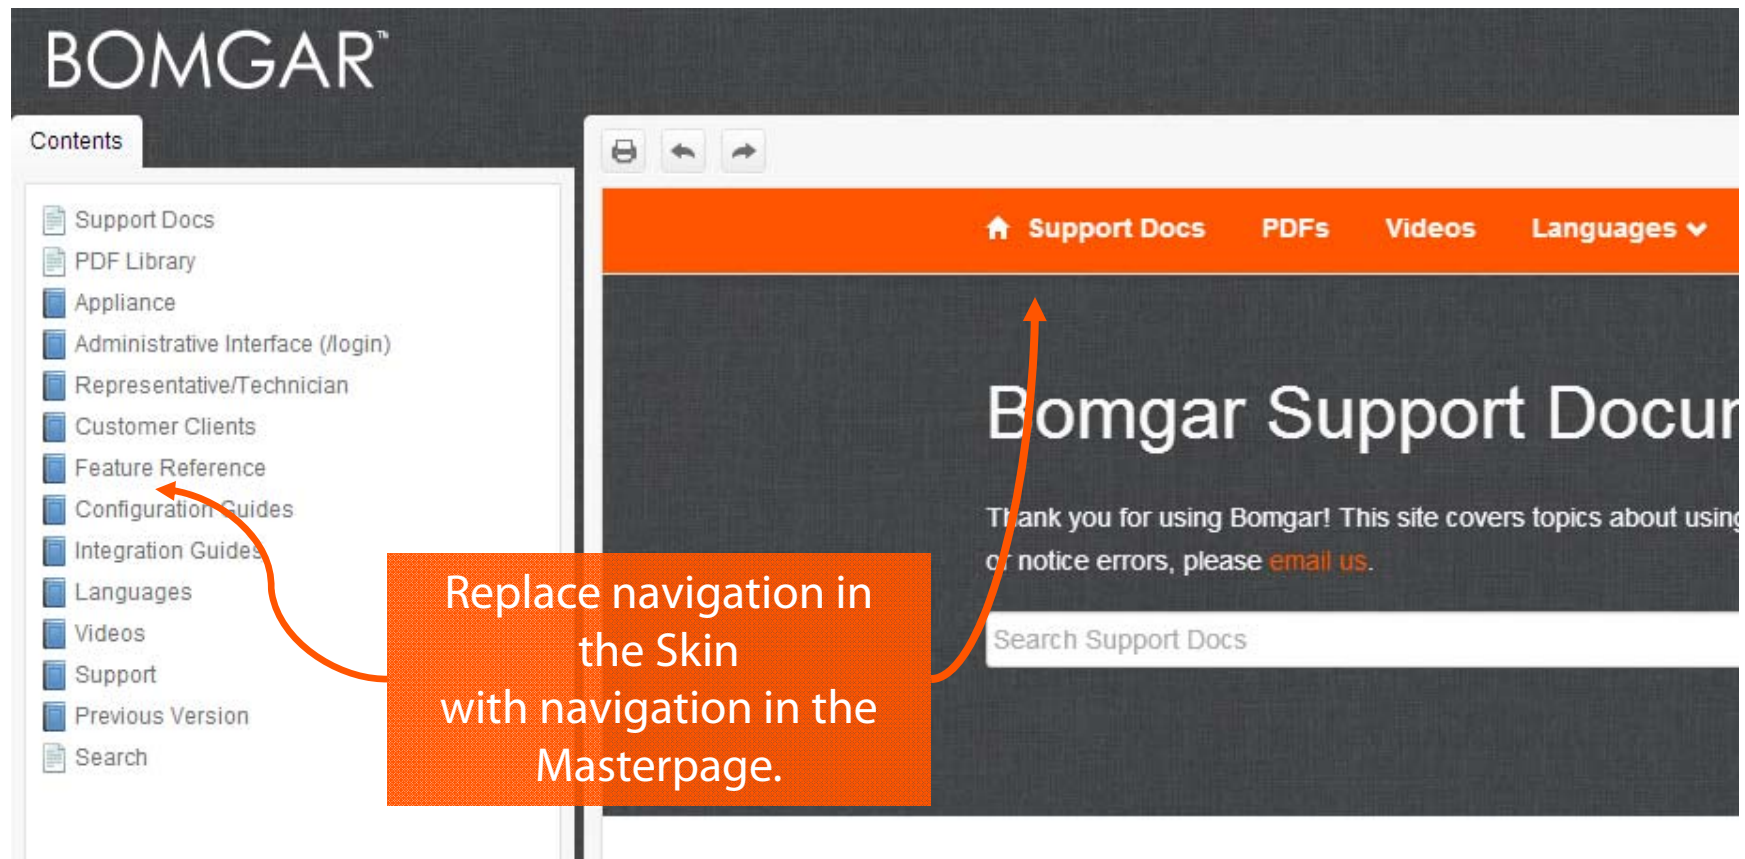 BOMGAR™
Contents
Support Docs
PDF Library
Appliance
Administrative Interface (/login)
Representative/Technician
Customer Clients
Feature Reference
Configuration Guides
Integration Guides
Languages
Videos
Support
Previous Version
Search
Support Docs PDFs Videos Languages
Bomgar Support Docu
Thank you for using Bomgar! This site covers topics about using
or notice errors, please email us.
Search Support Docs
Replace navigation in
the Skin
with navigation in the
Masterpage.